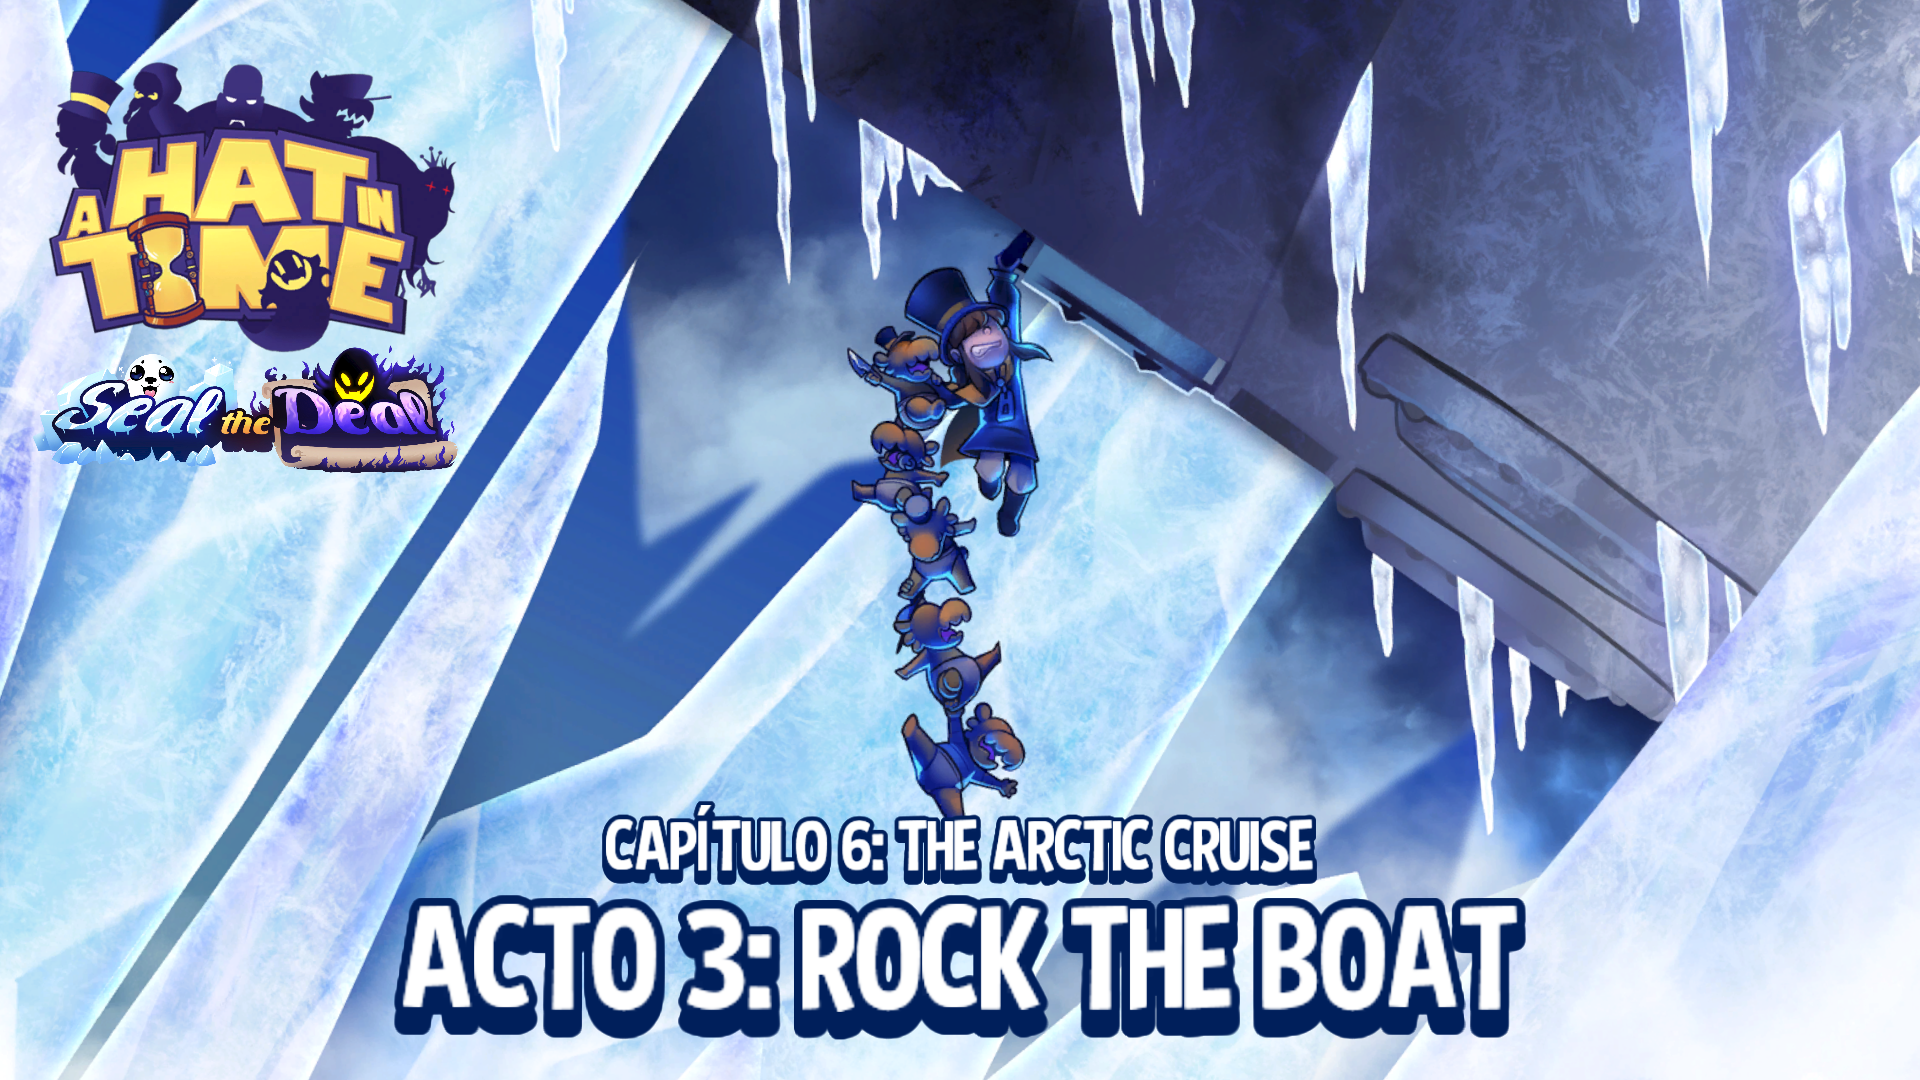 A HAT IN
TIME
Seal the Deal
CAPÍTULO 6: THE ARCTIC CRUISE
ACTO 3: ROCK THE BOAT